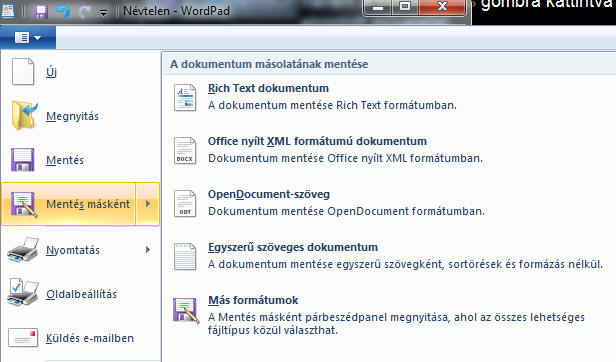 Névtelen - WordPad
gombra kattintva
Új
Megnyitás
Mentés
Mentés másként
Nyomtatás
Oldalbeállítás
Küldés e-mailben
A dokumentum másolatának mentése
Rich Text dokumentum
A dokumentum mentése Rich Text formátumban.
DOCX
Office nyílt XML formátumú dokumentum
Dokumentum mentése Office nyílt XML formátumban.
ODT
OpenDocument-szöveg
Dokumentum mentése OpenDocument formátumban.
Egyszerű szöveges dokumentum
A dokumentum mentése egyszerű szövegként, sortörések és formázás nélkül.
Más formátumok
A Mentés másként párbeszédpanel megnyitása, ahol az összes lehetséges
fájltípus közül választhat.